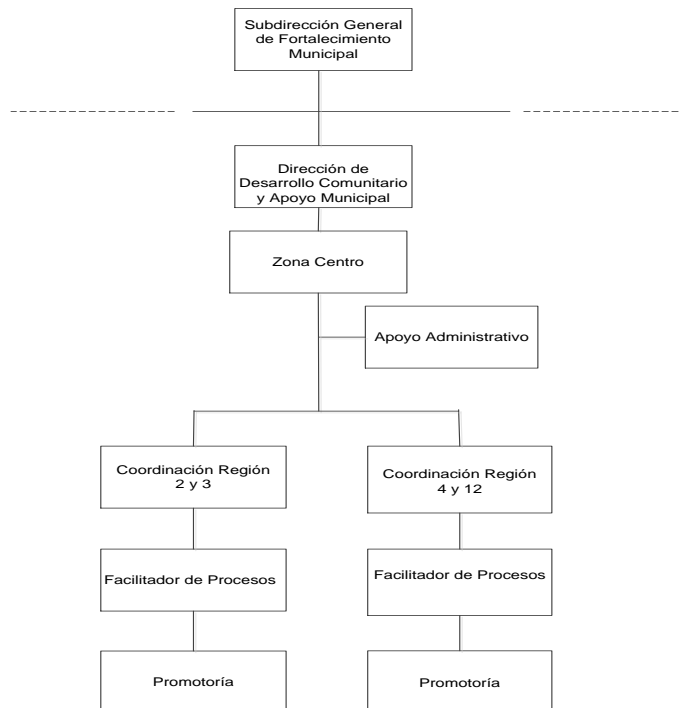 Subdirección General
de Fortalecimiento
Municipal
Dirección de
Desarrollo Comunitario
y Apoyo Municipal
Zona Centro
Apoyo Administrativo
Coordinación Región
2 y 3
Coordinación Región
4 y 12
Facilitador de Procesos
Facilitador de Procesos
Promotoría
Promotoría